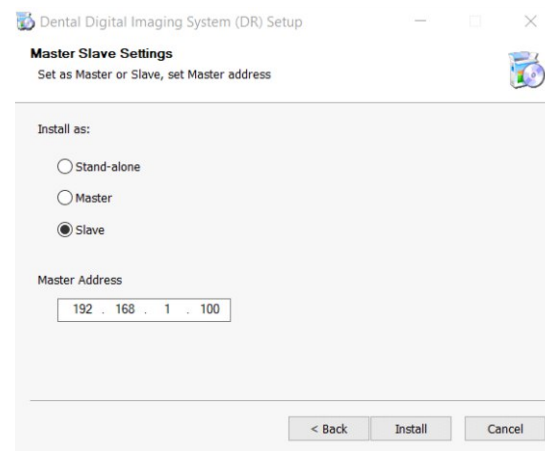 Dental Digital Imaging System (DR) Setup
Master Slave Settings
Set as Master or Slave, set Master address
Install as:
Stand-alone
Master
Slave
Master Address
192 . 168 . 1 . 100
< Back Install Cancel